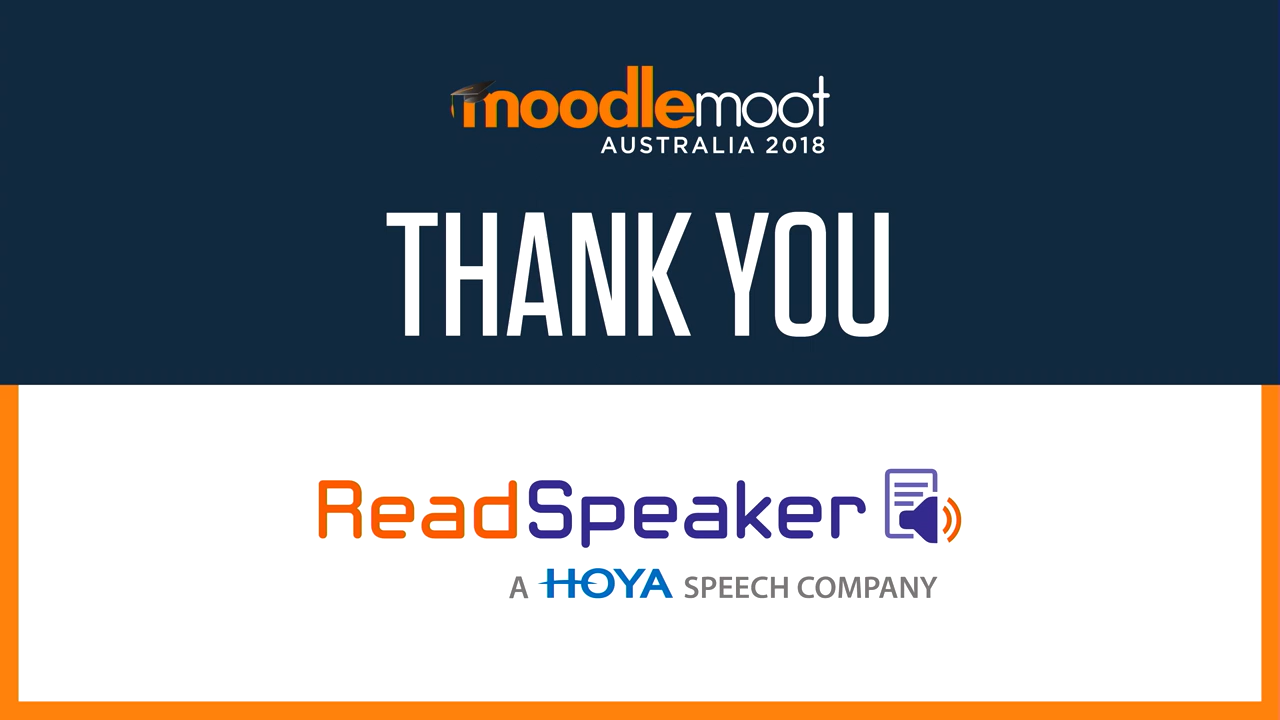 moodlemoot
AUSTRALIA 2018
THANK YOU
ReadSpeaker
A HOYA SPEECH COMPANY